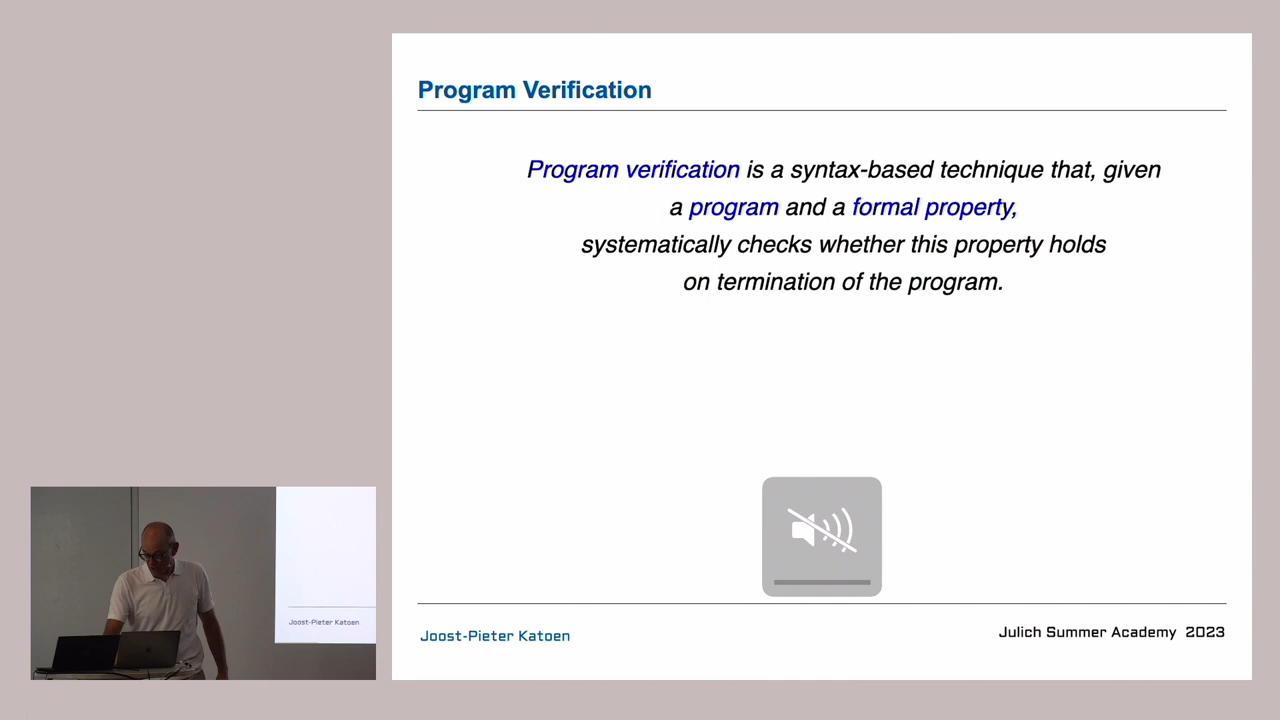 Program Verification
Program verification is a syntax-based technique that, given
a program and a formal property,
systematically checks whether this property holds
on termination of the program.
Joost-Pieter Katoen
Julich Summer Academy 2023
Joost-Pieter Katoen